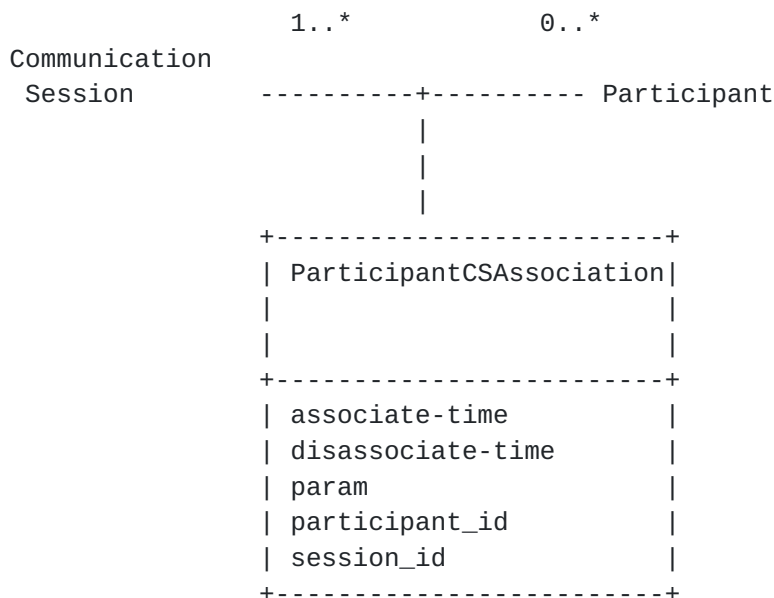 1..* 0..*
Communication
Session ----------+---------- Participant
|
|
|
+-------------------------+
| ParticipantCSAssociation|
| |
| |
+-------------------------+
| associate-time |
| disassociate-time |
| param |
| participant_id |
| session_id |
+-------------------------+